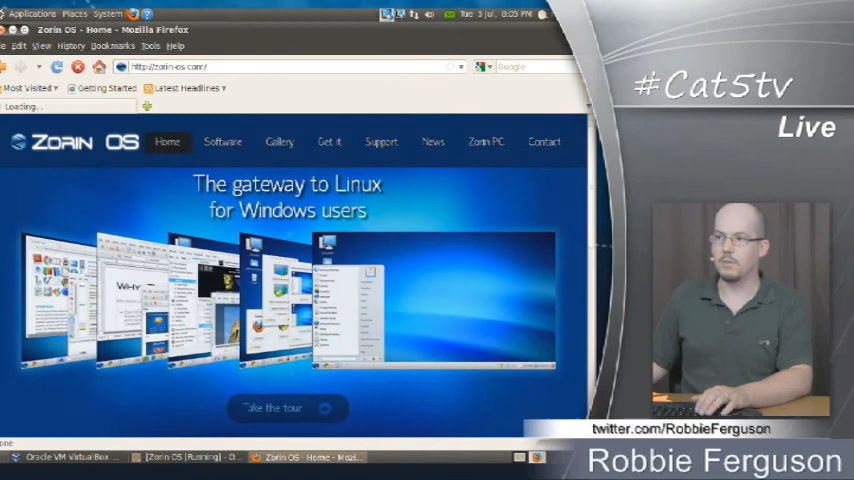 Applications Places System
Tue 5 Jul, 8:05 PM
Zorin OS - Home - Mozilla Firefox
Edit View History Bookmarks Tools Help
http://zorin-os.com/
Google
Most Visited Getting Started Latest Headlines
Loading...
ZORIN OS Home Software Gallery Get it Support News Zorin PC Contact
The gateway to Linux
for Windows users
WHY
Take the tour
#Cat5tv
Live
twitter.com/RobbieFerguson
Robbie Ferguson
Oracle VM VirtualBox ... [Zorin OS [Running] - O... Zorin OS - Home - Mozi...